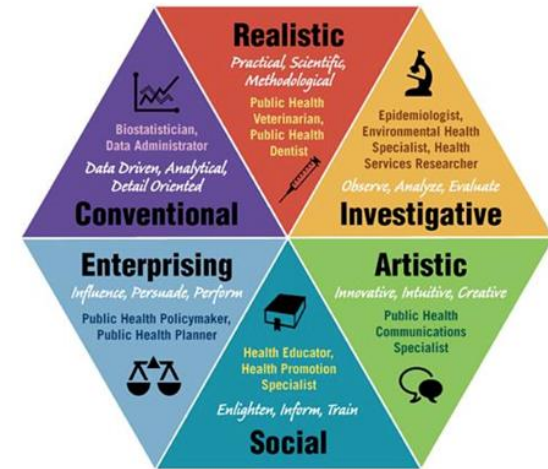 Realistic
Practical, Scientific,
Methodological
Public Health
Veterinarian,
Public Health
Dentist
Epidemiologist,
Environmental Health
Specialist, Health
Services Researcher
Observe, Analyze, Evaluate
Investigative
Biostatistician,
Data Administrator
Data Driven, Analytical,
Detail Oriented
Conventional
Enterprising
Influence, Persuade, Perform
Public Health Policymaker,
Public Health Planner
Health Educator,
Health Promotion
Specialist
Enlighten, Inform, Train
Social
Artistic
Innovative, Intuitive, Creative
Public Health
Communications
Specialist